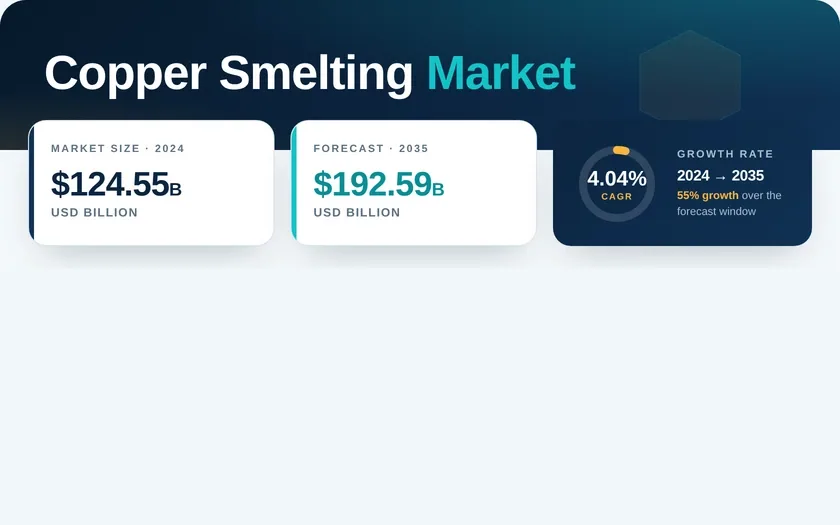 Copper Smelting Market
MARKET SIZE · 2024
$124.55B
USD BILLION
FORECAST · 2035
$192.59B
USD BILLION
4.04%
CAGR
GROWTH RATE
2024 → 2035
55% growth over the
forecast window